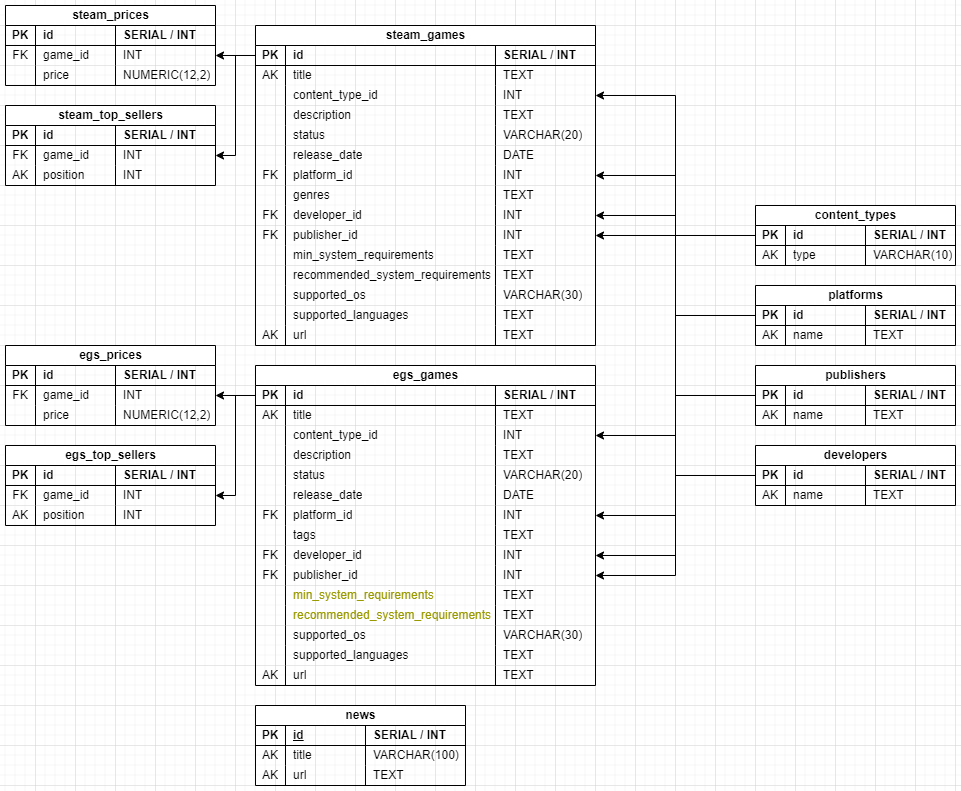 steam_prices
PK id SERIAL / INT
FK game_id INT
price NUMERIC(12,2)
steam_top_sellers
PK id SERIAL / INT
FK game_id INT
AK position INT
steam_games
PK id SERIAL / INT
AK title TEXT
content_type_id INT
description TEXT
status VARCHAR(20)
release_date DATE
FK platform_id INT
genres TEXT
FK developer_id INT
FK publisher_id INT
min_system_requirements TEXT
recommended_system_requirements TEXT
supported_os VARCHAR(30)
supported_languages TEXT
AK url TEXT
content_types
PK id SERIAL / INT
AK type VARCHAR(10)
platforms
PK id SERIAL / INT
AK name TEXT
publishers
PK id SERIAL / INT
AK name TEXT
developers
PK id SERIAL / INT
AK name TEXT
egs_prices
PK id SERIAL / INT
FK game_id INT
price NUMERIC(12,2)
egs_top_sellers
PK id SERIAL / INT
FK game_id INT
AK position INT
egs_games
PK id SERIAL / INT
AK title TEXT
content_type_id INT
description TEXT
status VARCHAR(20)
release_date DATE
FK platform_id INT
tags TEXT
FK developer_id INT
FK publisher_id INT
min_system_requirements TEXT
recommended_system_requirements TEXT
supported_os VARCHAR(30)
supported_languages TEXT
AK url TEXT
news
PK id SERIAL / INT
AK title VARCHAR(100)
AK url TEXT